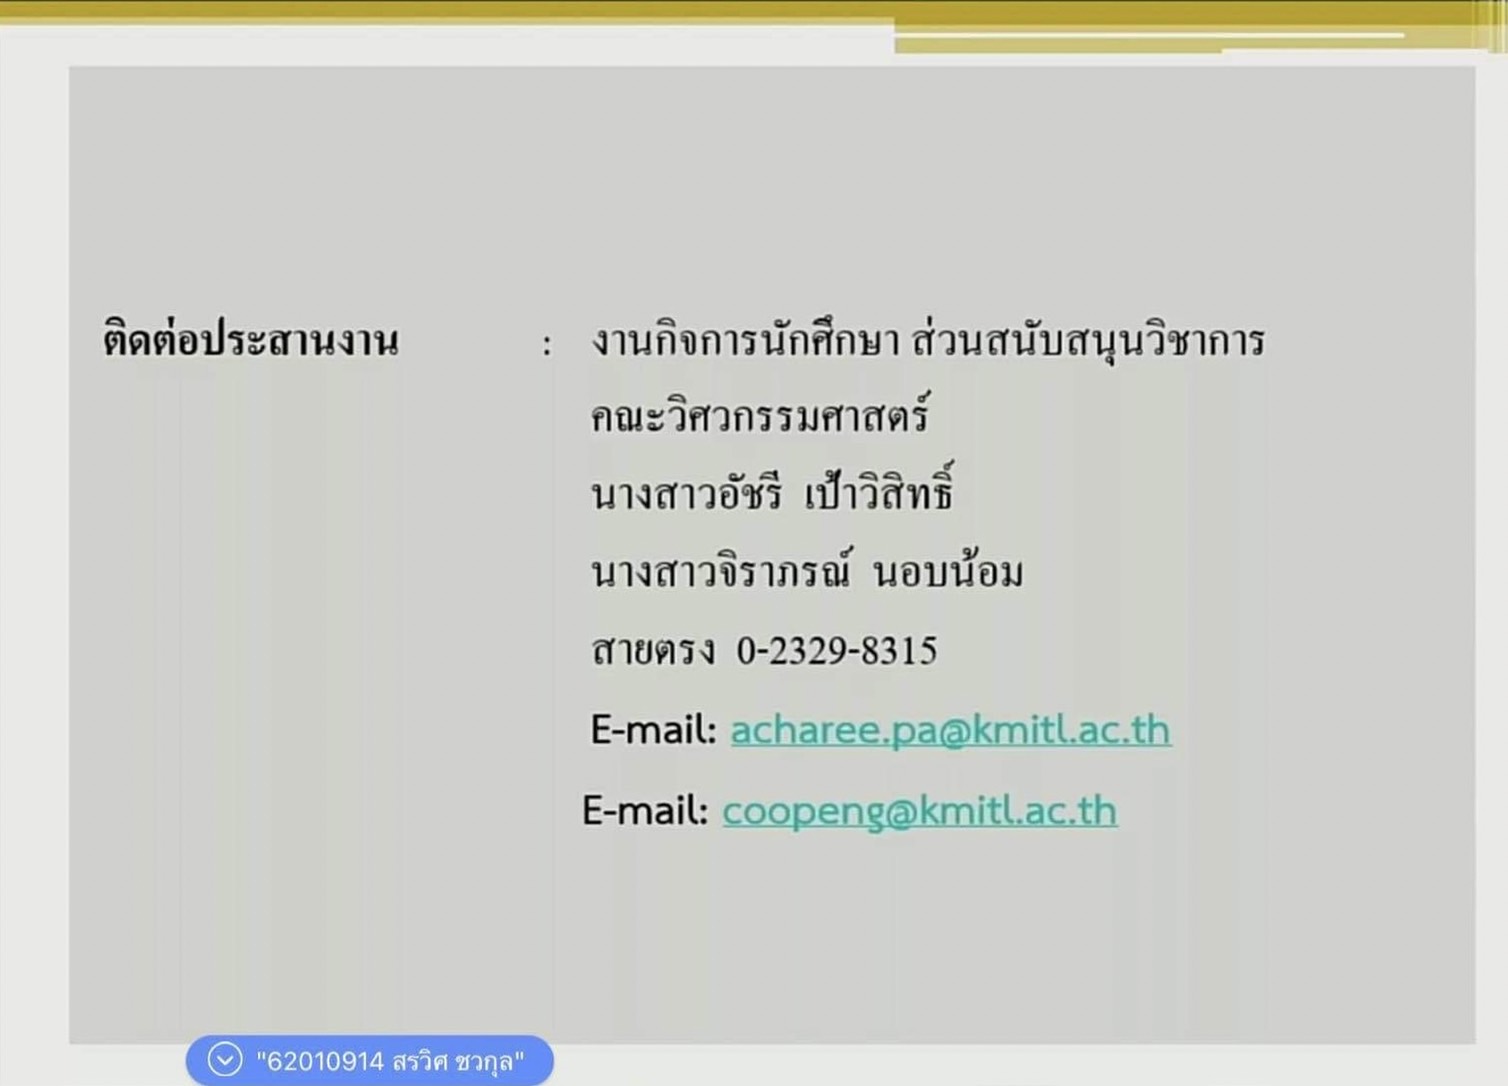 ติดต่อประสานงาน : งานกิจการนักศึกษา ส่วนสนับสนุนวิชาการ
คณะวิศวกรรมศาสตร์
นางสาวอัชรี เป้าวิสิทธิ์
นางสาวจิราภรณ์ นอบน้อม
สายตรง 0-2329-8315
E-mail: acharee.pa@kmitl.ac.th
E-mail: coopeng@kmitl.ac.th
"62010914 สรวิศ ชวกุล"